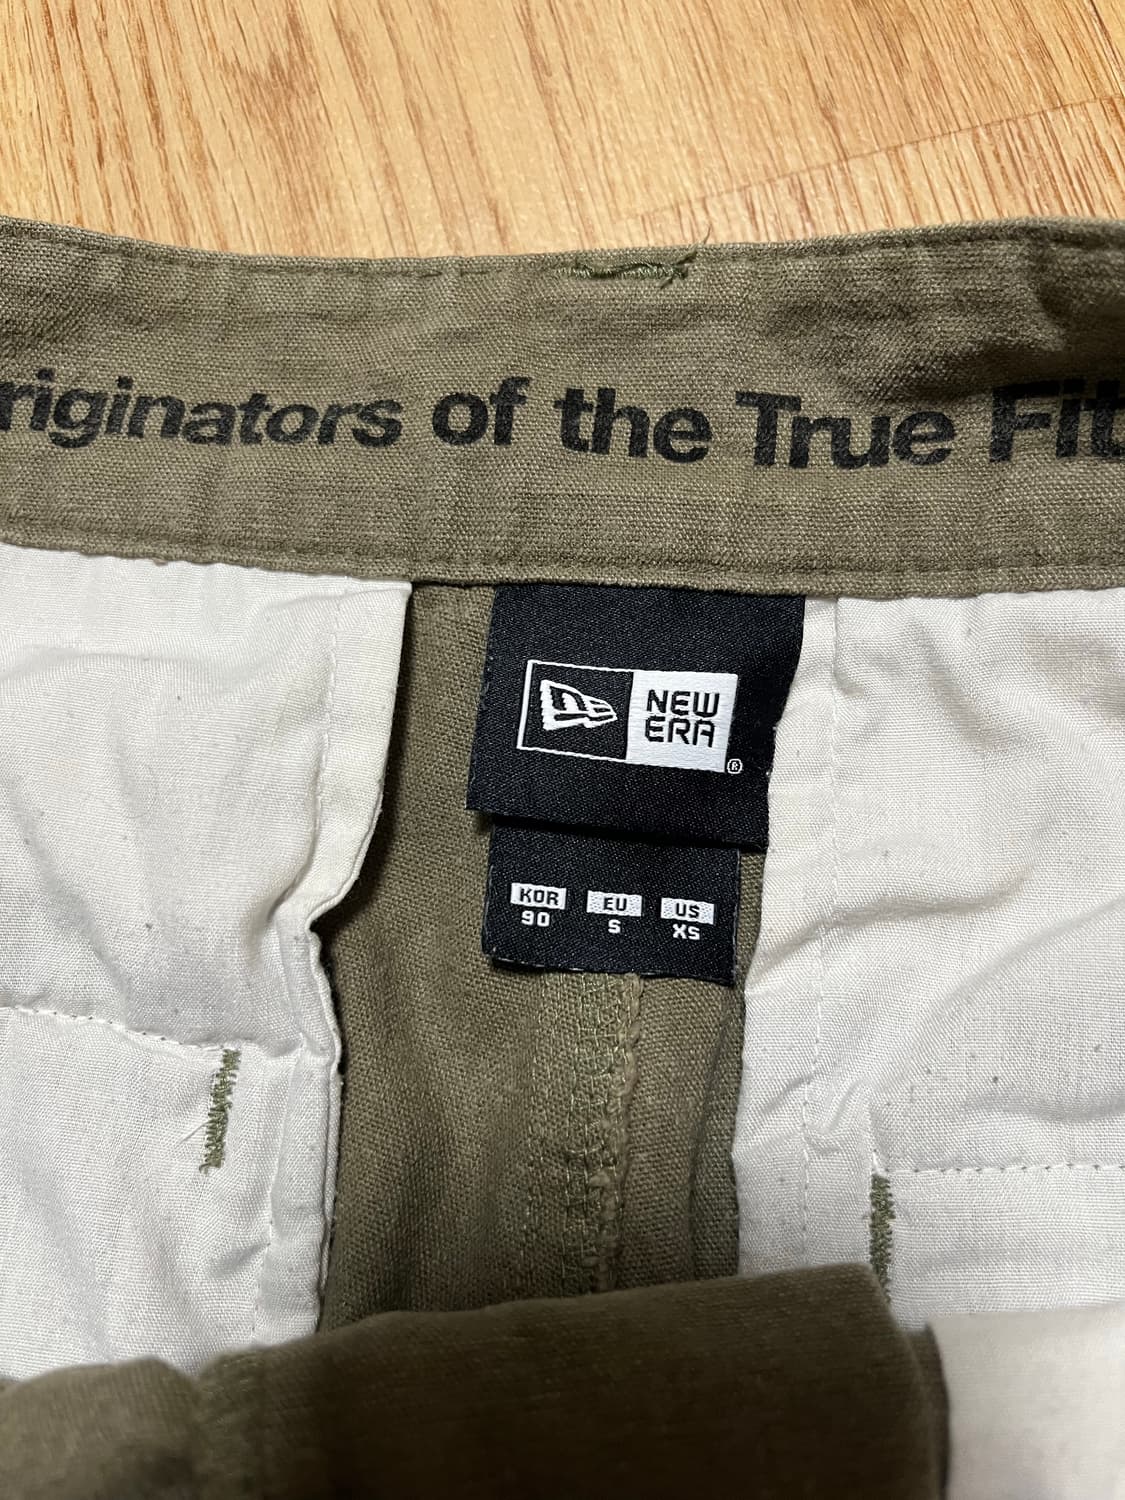 riginators of the True Fit
NEW
ERA
®
KOR EU US
90 S XS